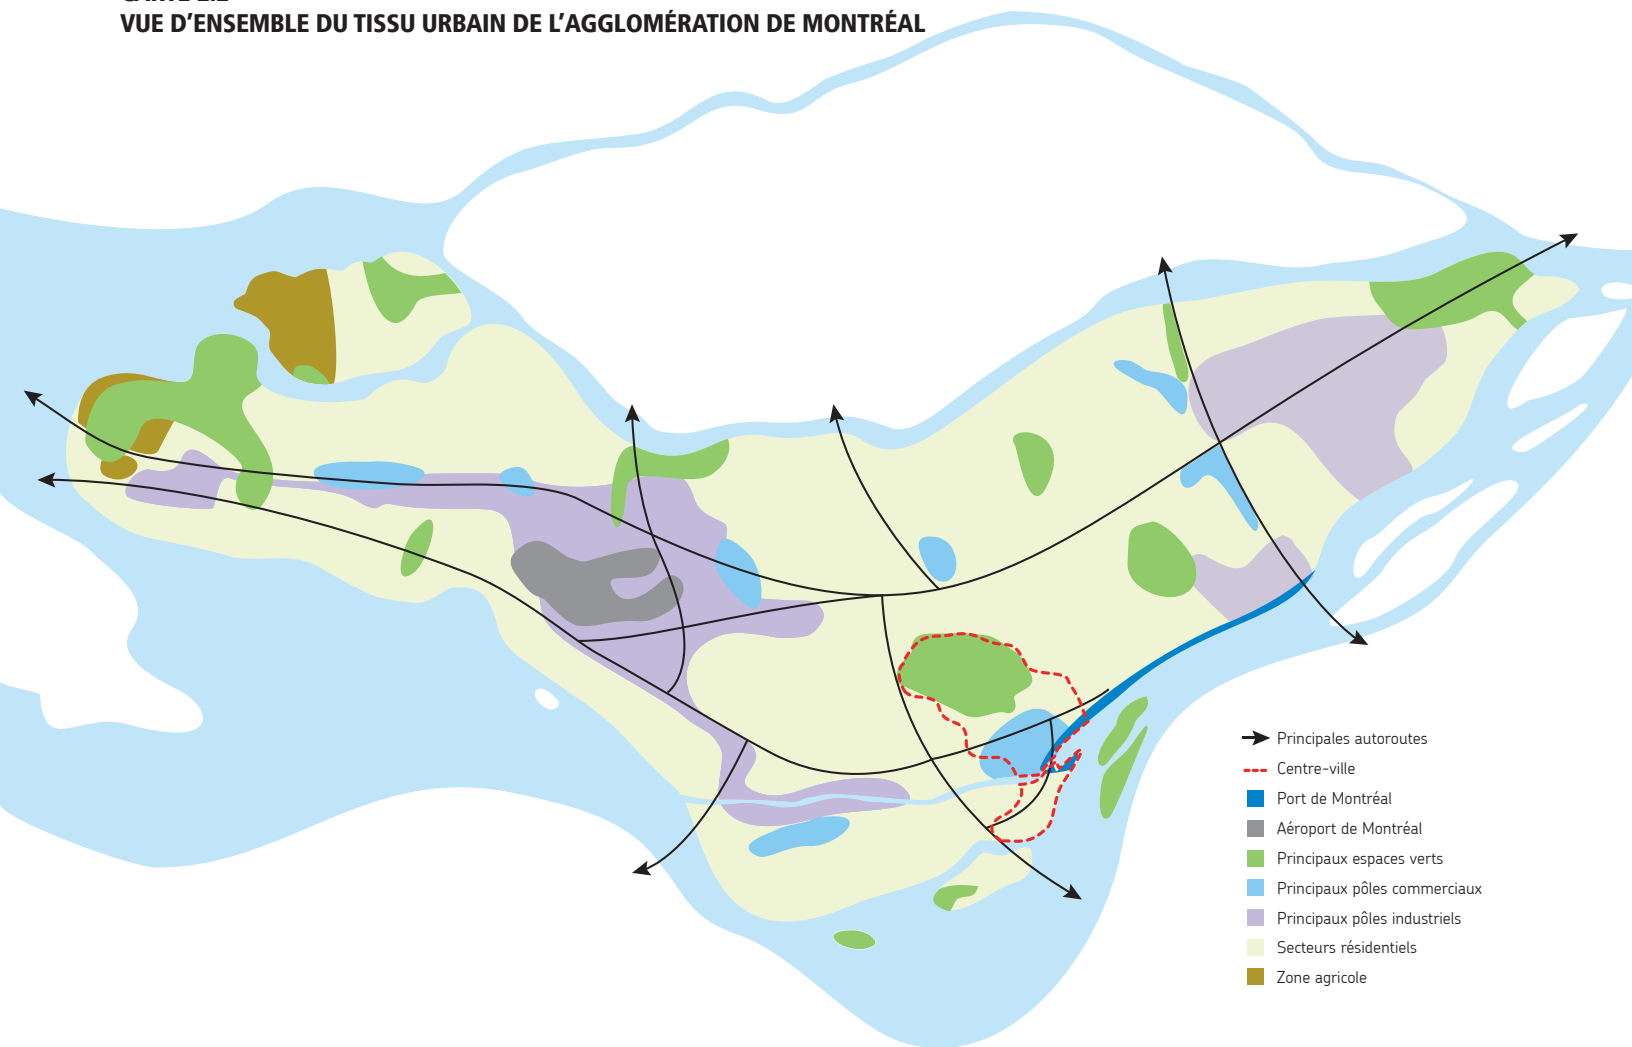 VUE D'ENSEMBLE DU TISSU URBAIN DE L'AGGLOMÉRATION DE MONTRÉAL
Principales autoroutes
Centre-ville
Port de Montréal
Aéroport de Montréal
Principaux espaces verts
Principaux pôles commerciaux
Principaux pôles industriels
Secteurs résidentiels
Zone agricole